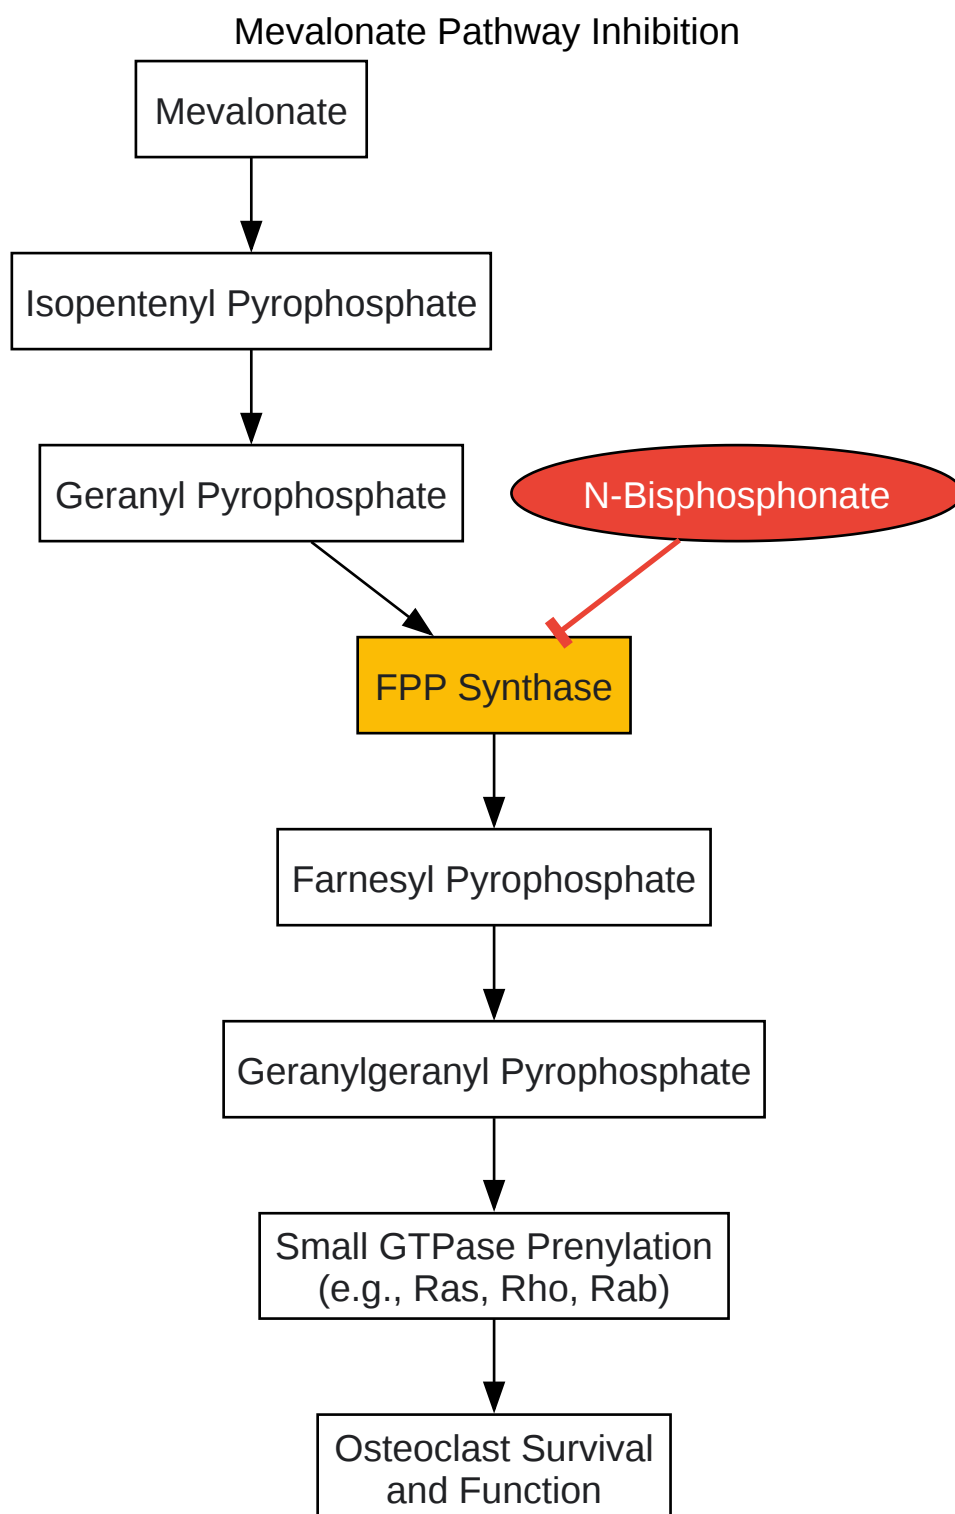 Mevalonate Pathway Inhibition
Mevalonate
Isopentenyl Pyrophosphate
Geranyl Pyrophosphate
N-Bisphosphonate
FPP Synthase
Farnesyl Pyrophosphate
Geranylgeranyl Pyrophosphate
Small GTPase Prenylation
(e.g., Ras, Rho, Rab)
Osteoclast Survival
and Function